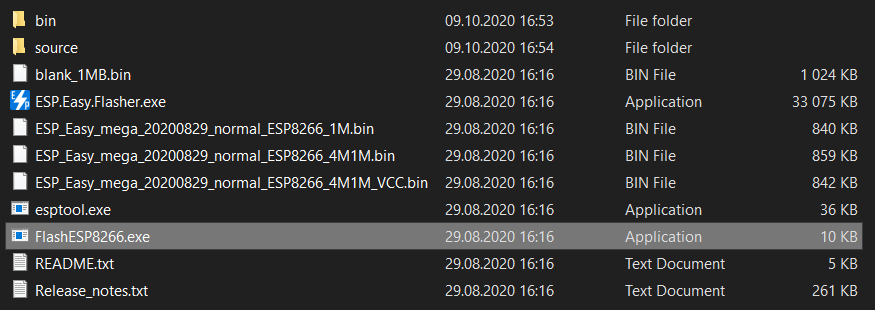 bin 09.10.2020 16:53 File folder
source 09.10.2020 16:54 File folder
blank_1MB.bin 29.08.2020 16:16 BIN File 1 024 KB
ESP.Easy.Flasher.exe 29.08.2020 16:16 Application 33 075 KB
ESP_Easy_mega_20200829_normal_ESP8266_1M.bin 29.08.2020 16:16 BIN File 840 KB
ESP_Easy_mega_20200829_normal_ESP8266_4M1M.bin 29.08.2020 16:16 BIN File 859 KB
ESP_Easy_mega_20200829_normal_ESP8266_4M1M_VCC.bin 29.08.2020 16:16 BIN File 842 KB
esptool.exe 29.08.2020 16:16 Application 36 KB
FlashESP8266.exe 29.08.2020 16:16 Application 10 KB
README.txt 29.08.2020 16:16 Text Document 5 KB
Release_notes.txt 29.08.2020 16:16 Text Document 261 KB